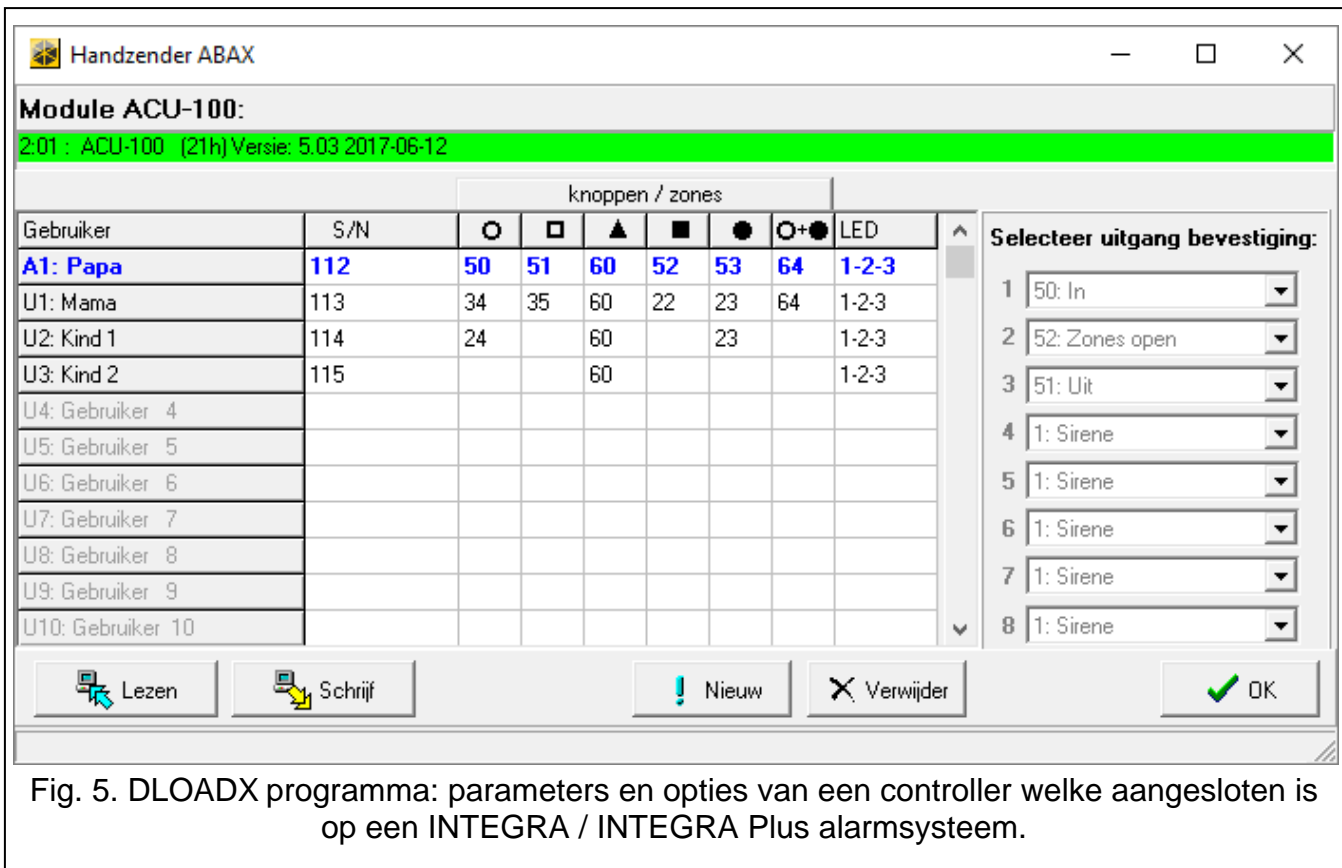 Handzender ABAX
Module ACU-100:
2:01 : ACU-100 (21h) Versie: 5.03 2017-06-12
knoppen / zones
Gebruiker S/N O+● LED
A1: Papa 112 50 51 60 52 53 64 1-2-3
U1: Mama 113 34 35 60 22 23 64 1-2-3
U2: Kind 1 114 24 60 23 1-2-3
U3: Kind 2 115 60 1-2-3
U4: Gebruiker 4
U5: Gebruiker 5
U6: Gebruiker 6
U7: Gebruiker 7
U8: Gebruiker 8
U9: Gebruiker 9
U10: Gebruiker 10
Selecteer uitgang bevestiging:
1 50: In
2 52: Zones open
3 51: Uit
4 1: Sirene
5 1: Sirene
6 1: Sirene
7 1: Sirene
8 1: Sirene
Lezen Schrijf Nieuw Verwijder OK
Fig. 5. DLOADX programma: parameters en opties van een controller welke aangesloten is
op een INTEGRA / INTEGRA Plus alarmsysteem.